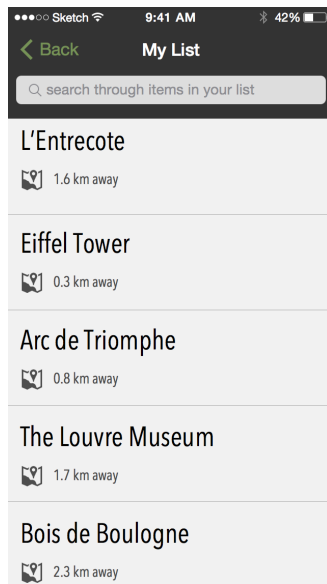 Sketch 9:41 AM 42%
Back My List
search through items in your list
L’Entrecote
1.6 km away
Eiffel Tower
0.3 km away
Arc de Triomphe
0.8 km away
The Louvre Museum
1.7 km away
Bois de Boulogne
2.3 km away